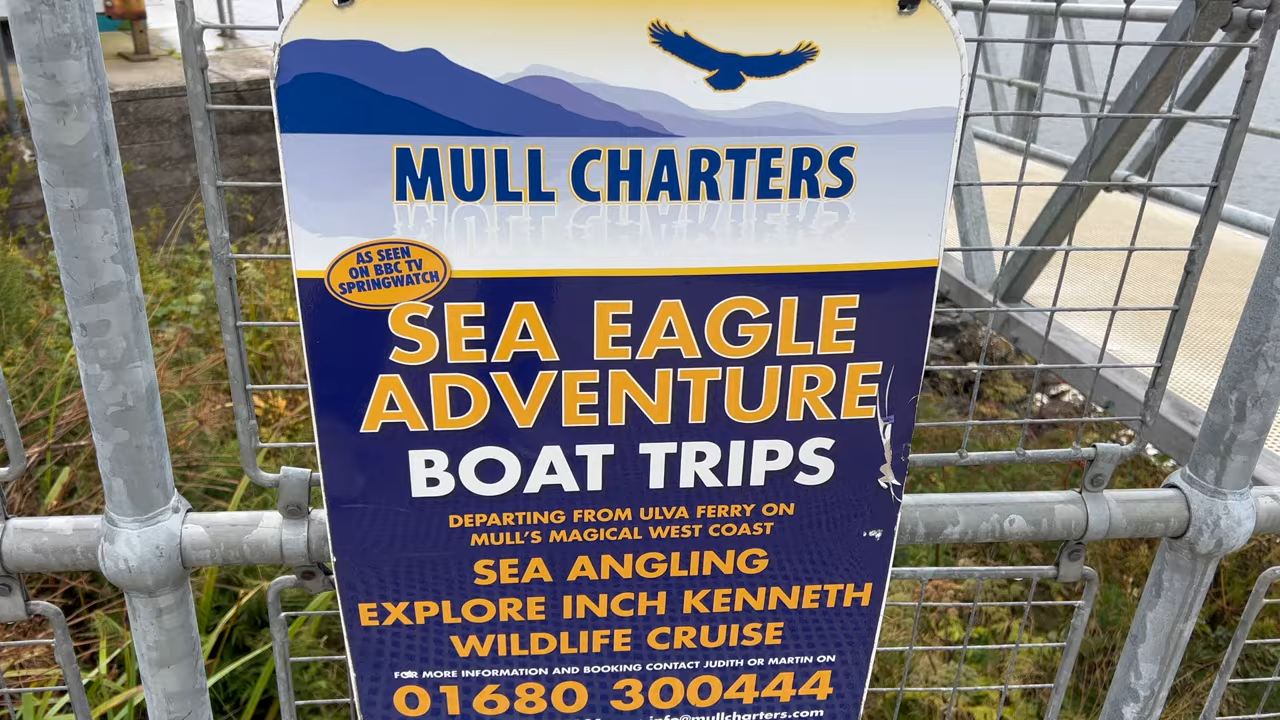 MULL CHARTERS
AS SEEN
ON BBC TV
SPRINGWATCH
SEA EAGLE
ADVENTURE
BOAT TRIPS
DEPARTING FROM ULVA FERRY ON
MULL'S MAGICAL WEST COAST
SEA ANGLING
EXPLORE INCH KENNETH
WILDLIFE CRUISE
FOR MORE INFORMATION AND BOOKING CONTACT JUDITH OR MARTIN ON
01680 300444
info@mullcharters.com